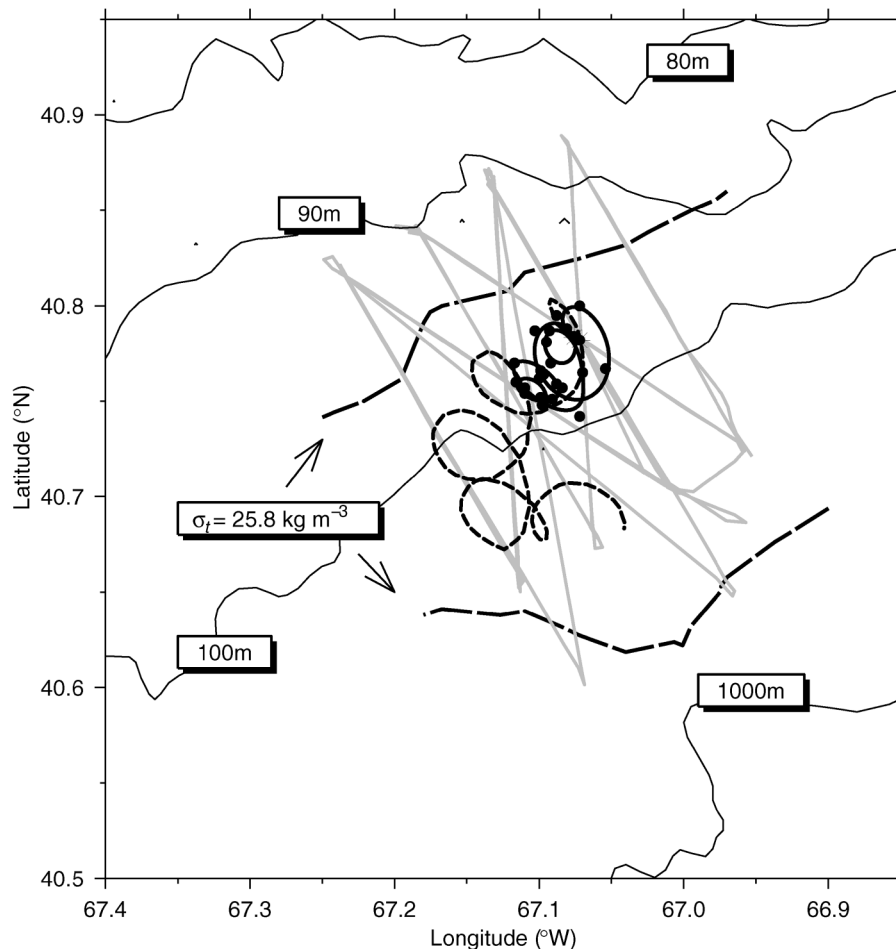 80m
40.9
90m
40.8
Latitude (°N)
40.7
σt = 25.8 kg m⁻³
100m
40.6
1000m
40.5
67.4 67.3 67.2 67.1 67.0 66.9
Longitude (°W)